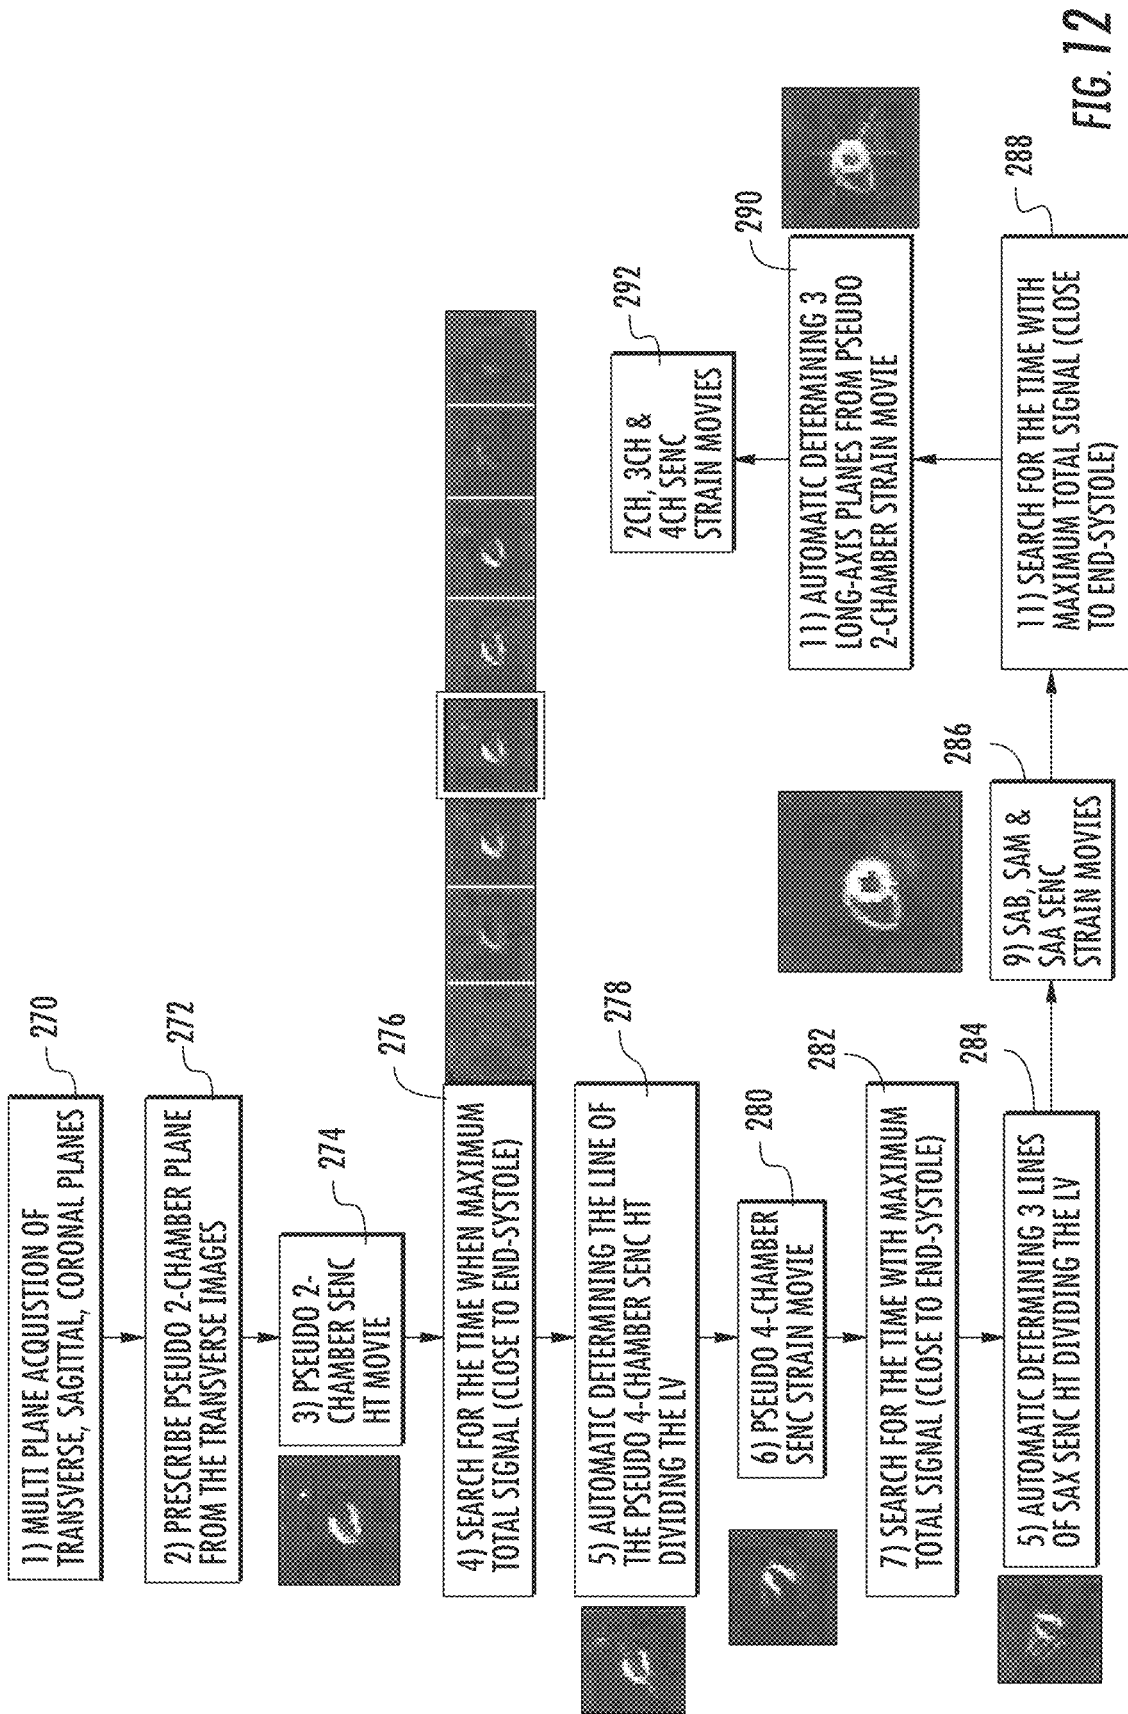 1) MULTI PLANE ACQUISTION OF
TRANSVERSE, SAGITTAL, CORONAL PLANES
270
2) PRESCRIBE PSEUDO 2-CHAMBER PLANE
FROM THE TRANSVERSE IMAGES
272
3) PSEUDO 2-
CHAMBER SENC
HT MOVIE
274
4) SEARCH FOR THE TIME WHEN MAXIMUM
TOTAL SIGNAL (CLOSE TO END-SYSTOLE)
276
5) AUTOMATIC DETERMINING THE LINE OF
THE PSEUDO 4-CHAMBER SENC HT
DIVIDING THE LV
278
6) PSEUDO 4-CHAMBER
SENC STRAIN MOVIE
280
7) SEARCH FOR THE TIME WITH MAXIMUM
TOTAL SIGNAL (CLOSE TO END-SYSTOLE)
282
5) AUTOMATIC DETERMINING 3 LINES
OF SAX SENC HT DIVIDING THE LV
284
9) SAB, SAM &
SAA SENC
STRAIN MOVIES
286
11) SEARCH FOR THE TIME WITH
MAXIMUM TOTAL SIGNAL (CLOSE
TO END-SYSTOLE)
288
11) AUTOMATIC DETERMINING 3
LONG-AXIS PLANES FROM PSEUDO
2-CHAMBER STRAIN MOVIE
290
2CH, 3CH &
4CH SENC
STRAIN MOVIES
292
FIG. 12